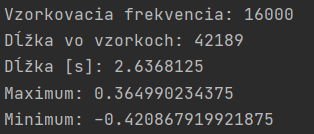 Vzorkovacia frekvencia: 16000
Dĺžka vo vzorkoch: 42189
Dĺžka [s]: 2.6368125
Maximum: 0.364990234375
Minimum: -0.420867919921875